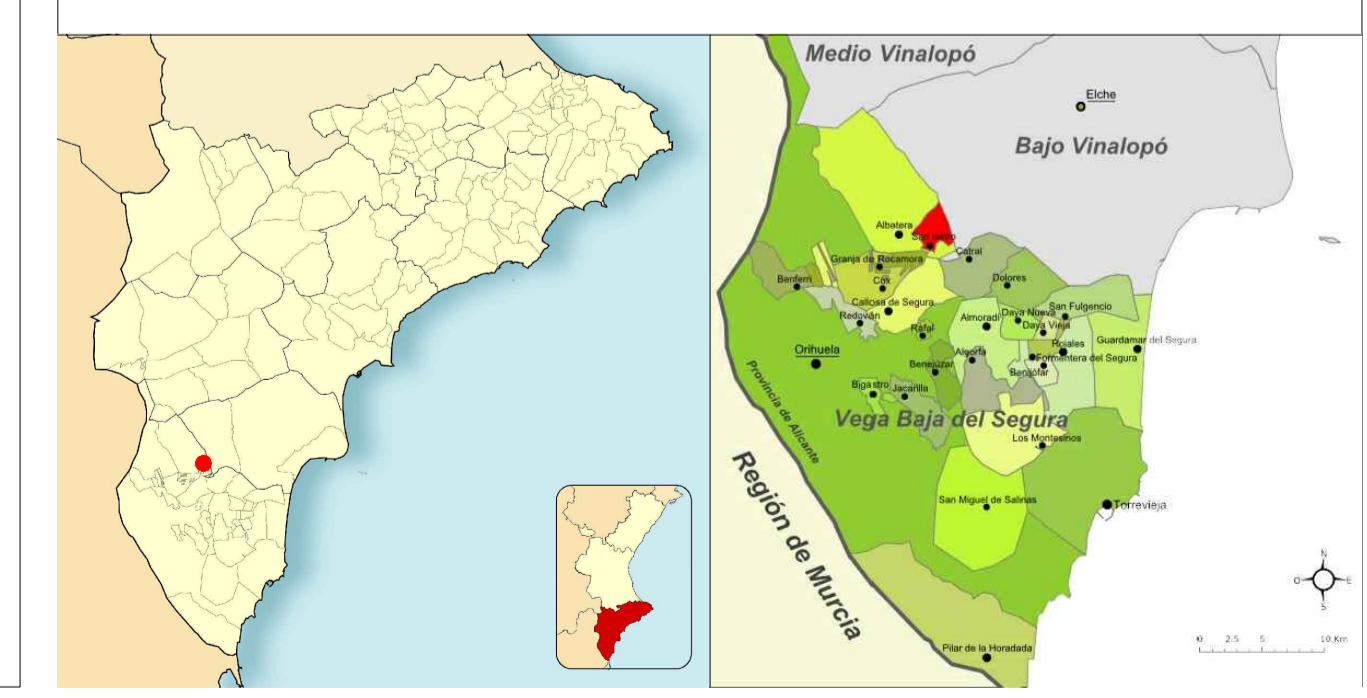 Medio Vinalopó
Elche
Bajo Vinalopó
Albatera
San Isidro
Catral
Granja de Rocamora
Benferri
Cox
Dolores
Callosa de Segura
San Fulgencio
Redován
Almoradí
Daya Nueva
Daya Vieja
Rafal
Guardamar del Segura
Rojales
Orihuela
Algorfa
Formentera del Segura
Benejúzar
Benijófar
Bigastro
Jacarilla
Provincia de Alicante
Vega Baja del Segura
Los Montesinos
Región de Murcia
San Miguel de Salinas
Torrevieja
N
O
E
S
Pilar de la Horadada
0 2.5 5 10 Km